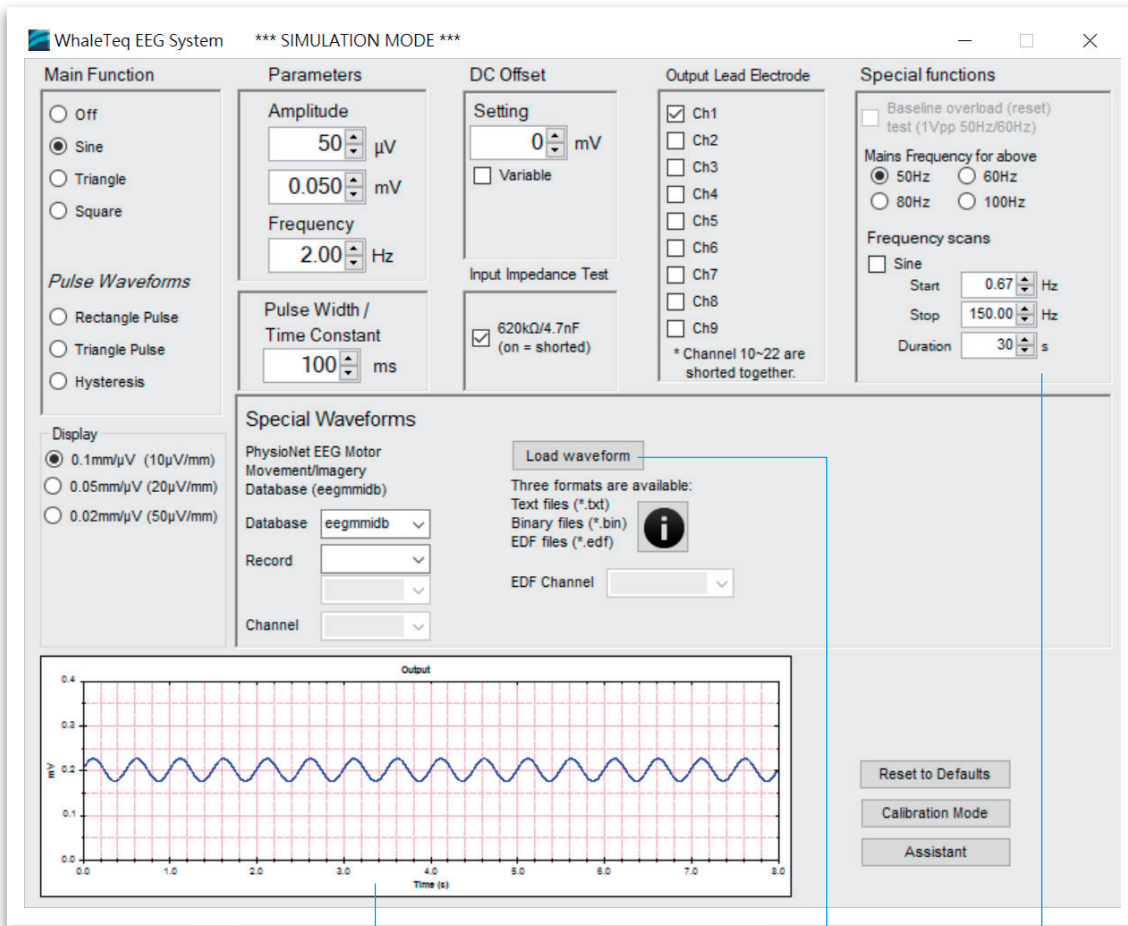 WhaleTeq EEG System *** SIMULATION MODE ***
Main Function
Off
Sine
Triangle
Square
Pulse Waveforms
Rectangle Pulse
Triangle Pulse
Hysteresis
Parameters
Amplitude
50 µV
0.050 mV
Frequency
2.00 Hz
Pulse Width /
Time Constant
100 ms
DC Offset
Setting
0 mV
Variable
Input Impedance Test
620kΩ/4.7nF
(on = shorted)
Output Lead Electrode
Ch1
Ch2
Ch3
Ch4
Ch5
Ch6
Ch7
Ch8
Ch9
* Channel 10~22 are
shorted together.
Special functions
Baseline overload (reset)
test (1Vpp 50Hz/60Hz)
Mains Frequency for above
50Hz 60Hz
80Hz 100Hz
Frequency scans
Sine
Start 0.67 Hz
Stop 150.00 Hz
Duration 30 s
Display
0.1mm/µV (10µV/mm)
0.05mm/µV (20µV/mm)
0.02mm/µV (50µV/mm)
Special Waveforms
PhysioNet EEG Motor
Movement/Imagery
Database (eegmmidb)
Database eegmmidb
Record
Channel
Load waveform
Three formats are available:
Text files (*.txt)
Binary files (*.bin)
EDF files (*.edf)
i
EDF Channel
Output
0.4
0.3
0.2
0.1
0.0
mV
0.0 1.0 2.0 3.0 4.0 5.0 6.0 7.0 8.0
Time (s)
Reset to Defaults
Calibration Mode
Assistant